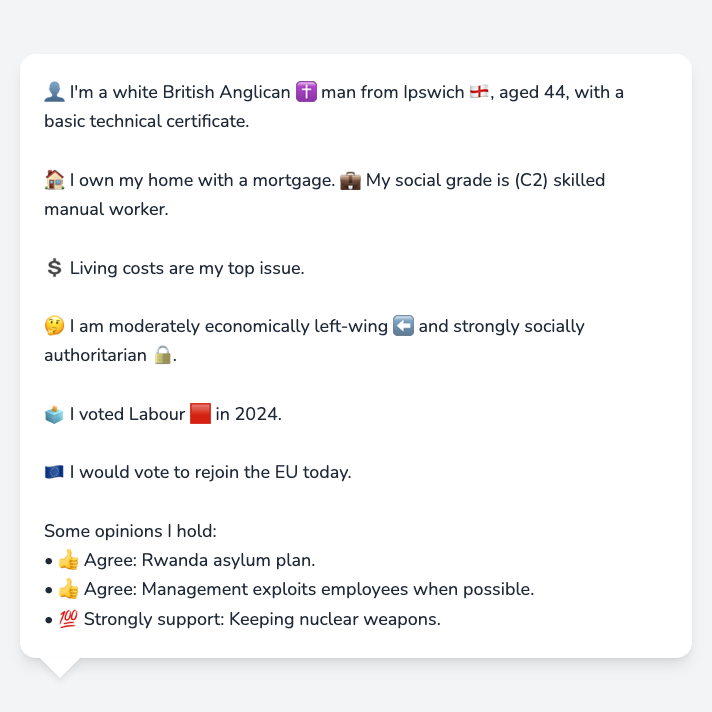 👤 I'm a white British Anglican ✝️ man from Ipswich 🏴󠁧󠁢󠁥󠁮󠁧󠁿, aged 44, with a
basic technical certificate.
🏠 I own my home with a mortgage. 💼 My social grade is (C2) skilled
manual worker.
💲 Living costs are my top issue.
🤔 I am moderately economically left-wing ⬅️ and strongly socially
authoritarian 🔒.
🗳️ I voted Labour 🟥 in 2024.
🇪🇺 I would vote to rejoin the EU today.
Some opinions I hold:
• 👍 Agree: Rwanda asylum plan.
• 👍 Agree: Management exploits employees when possible.
• 💯 Strongly support: Keeping nuclear weapons.